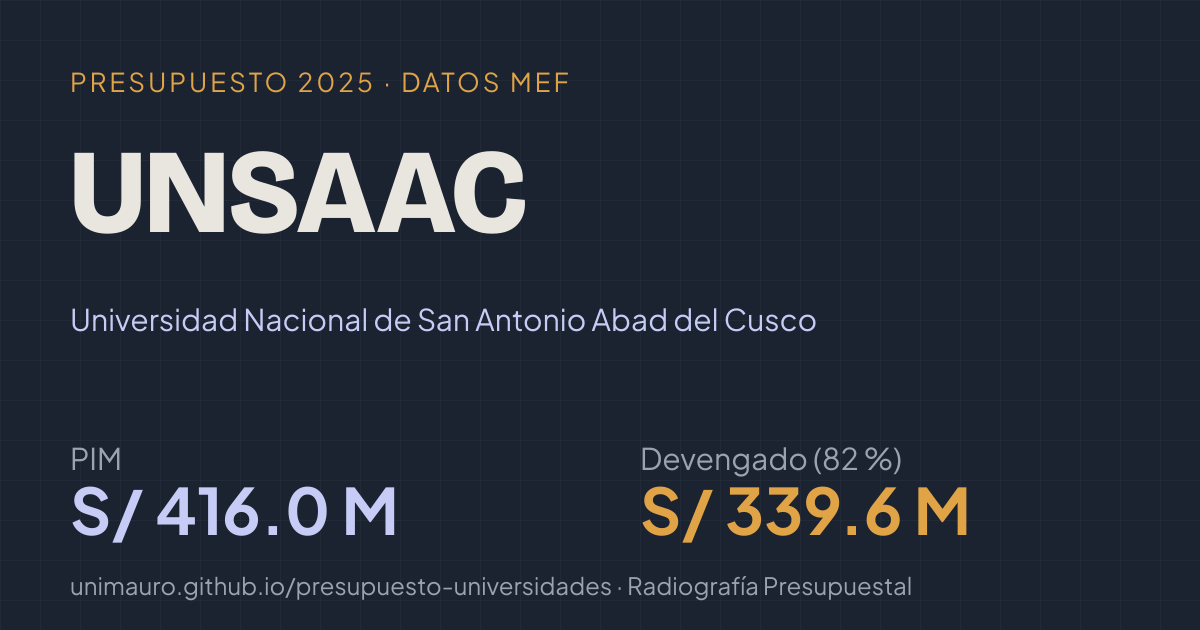 PRESUPUESTO 2025 · DATOS MEF
UNSAAC
Universidad Nacional de San Antonio Abad del Cusco
PIM
S/ 416.0 M
Devengado (82 %)
S/ 339.6 M
unimauro.github.io/presupuesto-universidades · Radiografía Presupuestal